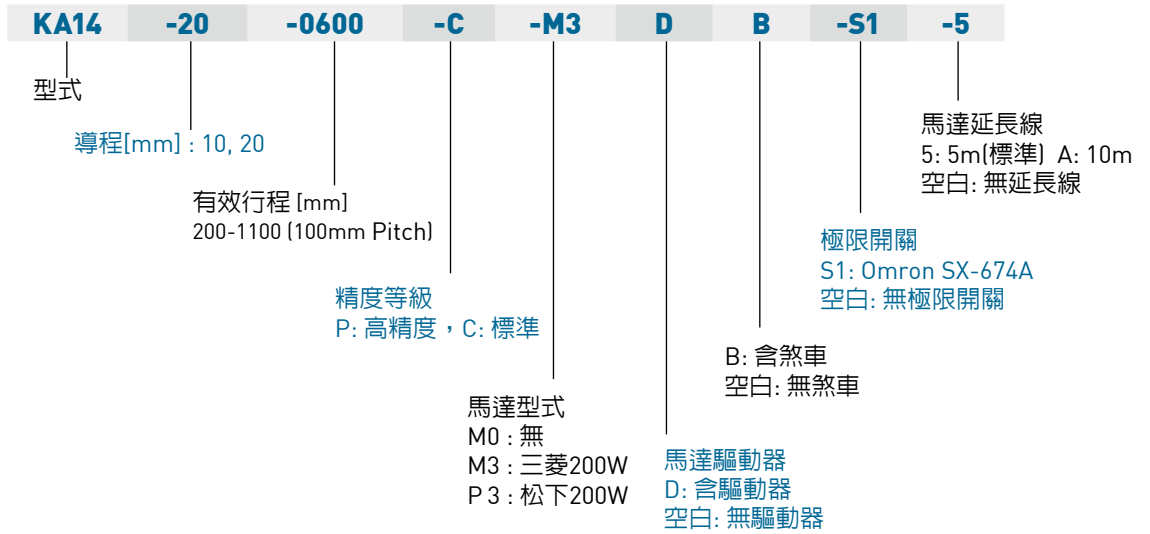 KA14 -20 -0600 -C -M3 D B -S1 -5
型式
導程[mm] : 10, 20
有效行程 [mm]
200-1100 (100mm Pitch)
精度等級
P: 高精度，C: 標準
馬達型式
M0 : 無
M3 : 三菱200W
P 3 : 松下200W
馬達驅動器
D: 含驅動器
空白: 無驅動器
B: 含煞車
空白: 無煞車
極限開關
S1: Omron SX-674A
空白: 無極限開關
馬達延長線
5: 5m(標準) A: 10m
空白: 無延長線